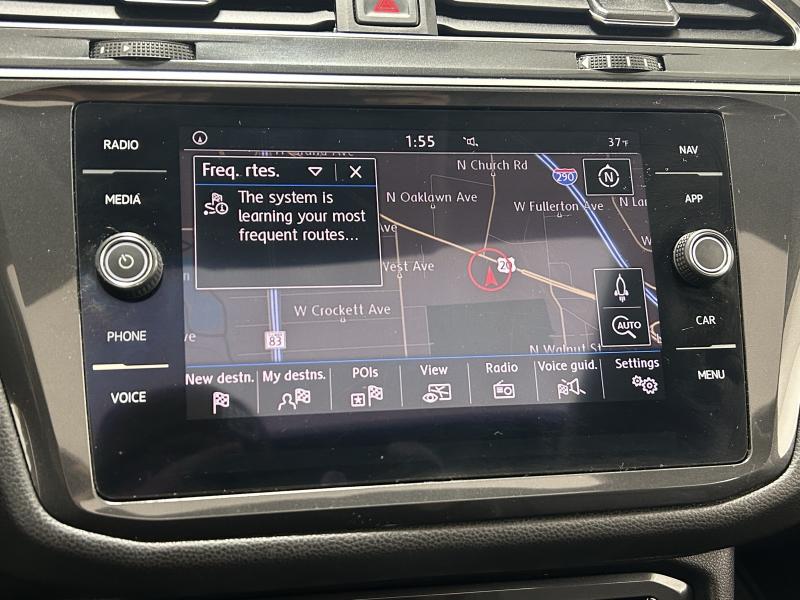 RADIO
MEDIA
PHONE
VOICE
NAV
APP
CAR
MENU
1:55
37°F
Freq. rtes.
The system is
learning your most
frequent routes...
N Church Rd
290
N
N Oaklawn Ave
W Fullerton Ave
West Ave
20
W Crockett Ave
83
AUTO
N Walnut St
New destn.
My destns.
POIs
View
Radio
Voice guid.
Settings